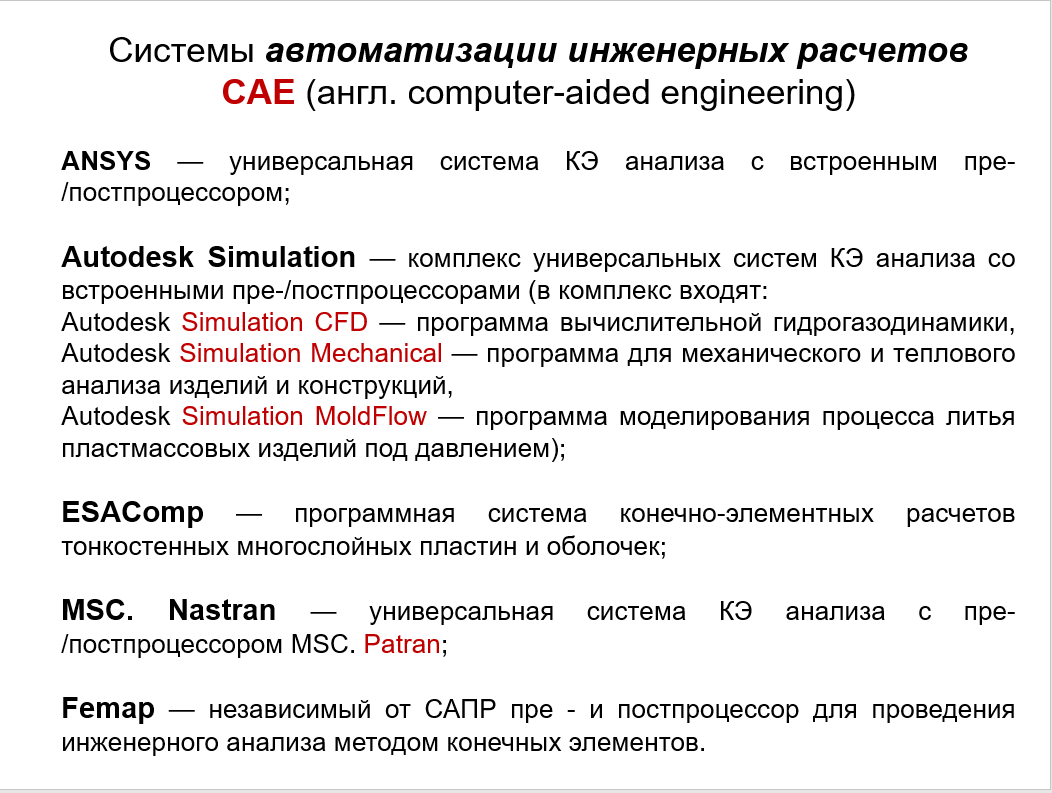 Системы автоматизации инженерных расчетов
CAE (англ. computer-aided engineering)
ANSYS — универсальная система КЭ анализа с встроенным пре-
/постпроцессором;
Autodesk Simulation — комплекс универсальных систем КЭ анализа со
встроенными пре-/постпроцессорами (в комплекс входят:
Autodesk Simulation CFD — программа вычислительной гидрогазодинамики,
Autodesk Simulation Mechanical — программа для механического и теплового
анализа изделий и конструкций,
Autodesk Simulation MoldFlow — программа моделирования процесса литья
пластмассовых изделий под давлением);
ESAComp — программная система конечно-элементных расчетов
тонкостенных многослойных пластин и оболочек;
MSC. Nastran — универсальная система КЭ анализа с пре-
/постпроцессором MSC. Patran;
Femap — независимый от САПР пре - и постпроцессор для проведения
инженерного анализа методом конечных элементов.